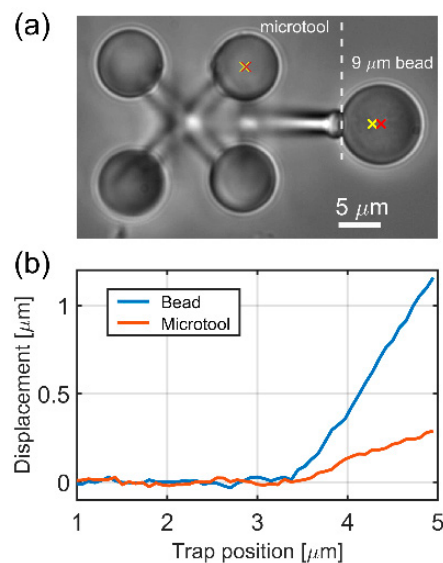 (a)
microtool
9 μm bead
5 μm
(b)
Displacement [μm]
1
0.5
0
Bead
Microtool
1 2 3 4 5
Trap position [μm]